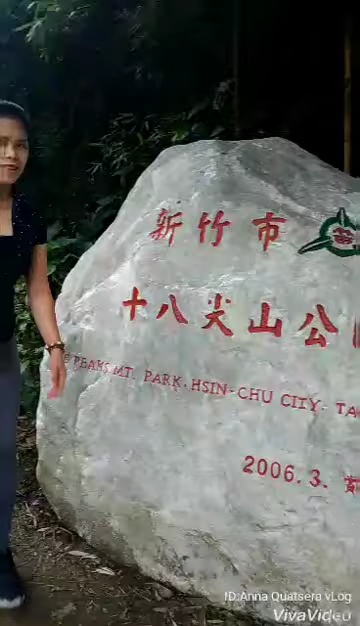 新竹市
十八尖山公
PEAKS MT. PARK. HSIN-CHU CITY. TA
2006.3.
ID:Anna Quatsera vLog
VivaVideo